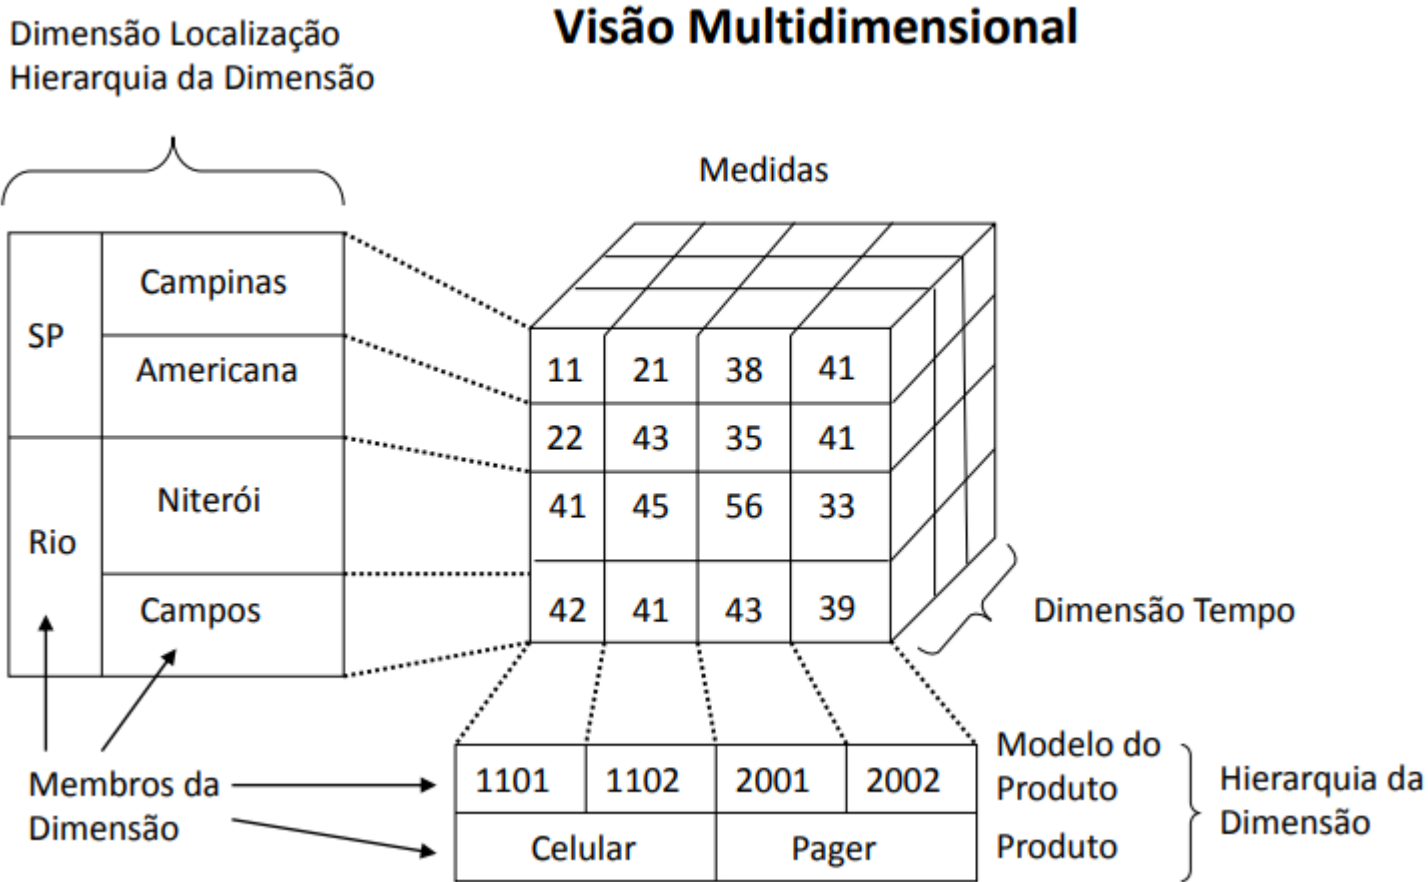 Visão Multidimensional
Dimensão Localização
Hierarquia da Dimensão
Medidas
SP
Campinas
Americana
Rio
Niterói
Campos
11 21 38 41
22 43 35 41
41 45 56 33
42 41 43 39
Dimensão Tempo
Membros da
Dimensão
1101 1102 2001 2002
Celular Pager
Modelo do
Produto
Produto
Hierarquia da
Dimensão